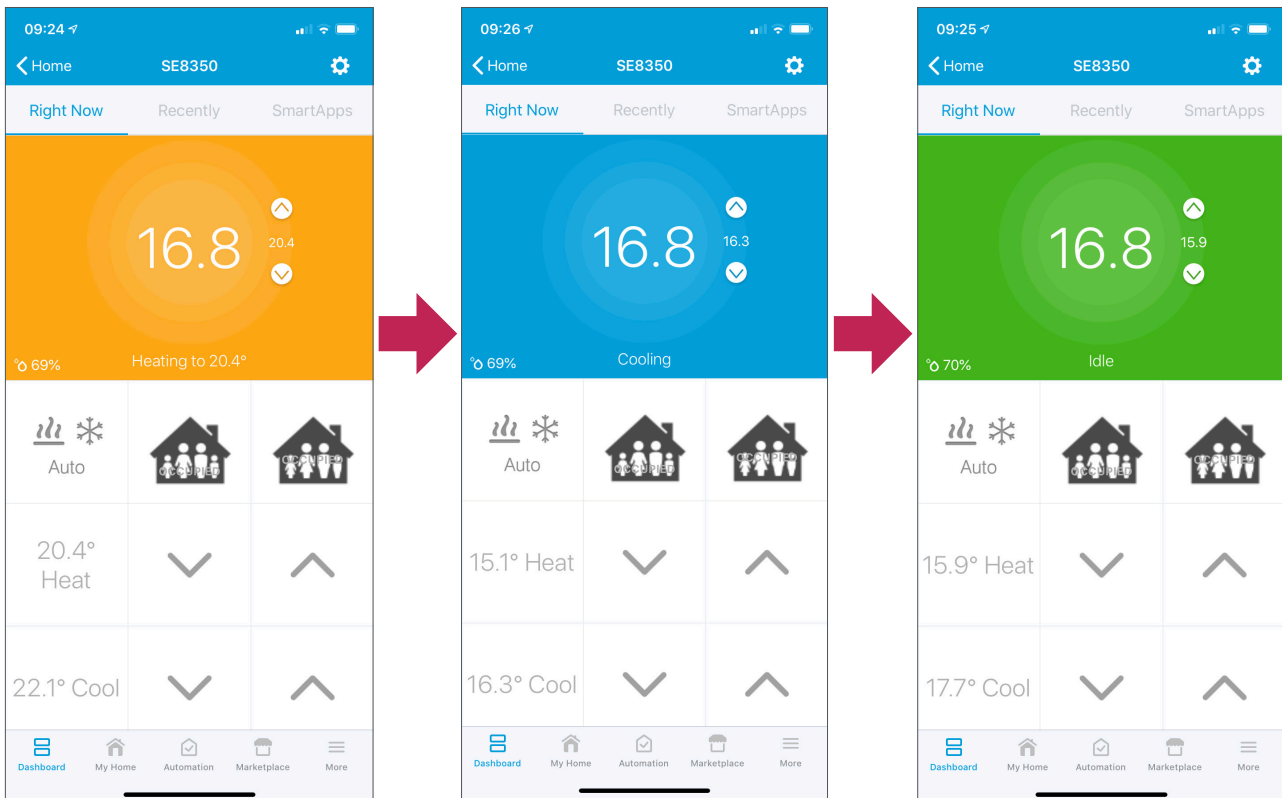 09:24
Home
SE8350
Right Now
Recently
SmartApps
16.8
20.4
69%
Heating to 20.4°
Auto
OCCUPIED
OCCUPIED
20.4°
Heat
22.1° Cool
Dashboard
My Home
Automation
Marketplace
More
09:26
Home
SE8350
Right Now
Recently
SmartApps
16.8
16.3
69%
Cooling
Auto
OCCUPIED
OCCUPIED
15.1° Heat
16.3° Cool
Dashboard
My Home
Automation
Marketplace
More
09:25
Home
SE8350
Right Now
Recently
SmartApps
16.8
15.9
70%
Idle
Auto
OCCUPIED
OCCUPIED
15.9° Heat
17.7° Cool
Dashboard
My Home
Automation
Marketplace
More